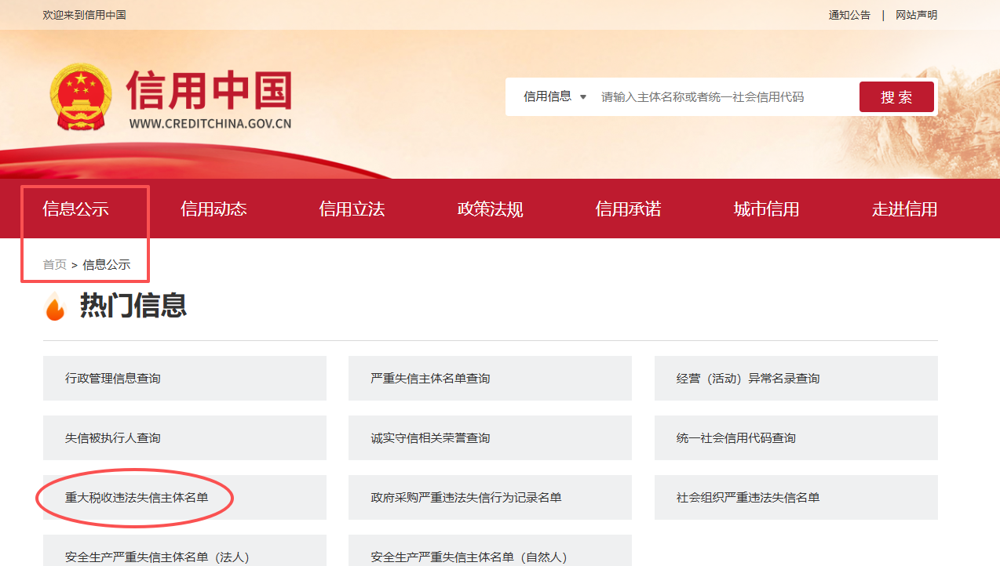 欢迎来到信用中国
通知公告 | 网站声明
信用中国
WWW.CREDITCHINA.GOV.CN
信用信息 请输入主体名称或者统一社会信用代码 搜 索
信息公示 信用动态 信用立法 政策法规 信用承诺 城市信用 走进信用
首页 > 信息公示
热门信息
行政管理信息查询 严重失信主体名单查询 经营（活动）异常名录查询
失信被执行人查询 诚实守信相关荣誉查询 统一社会信用代码查询
重大税收违法失信主体名单 政府采购严重违法失信行为记录名单 社会组织严重违法失信名单
安全生产严重失信主体名单（法人） 安全生产严重失信主体名单（自然人）